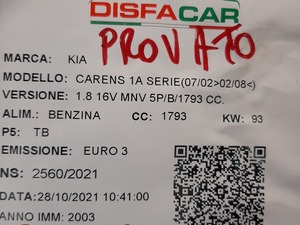 DISFACAR
PROVATO
MARCA: KIA
MODELLO: CARENS 1A SERIE(07/02>02/08<)
VERSIONE: 1.8 16V MNV 5P/B/1793 CC.
ALIM.: BENZINA CC: 1793 KW: 93
P5: TB
EMISSIONE: EURO 3
NS: 2560/2021
DATA:28/10/2021 10:41:00
ANNO IMM: 2003